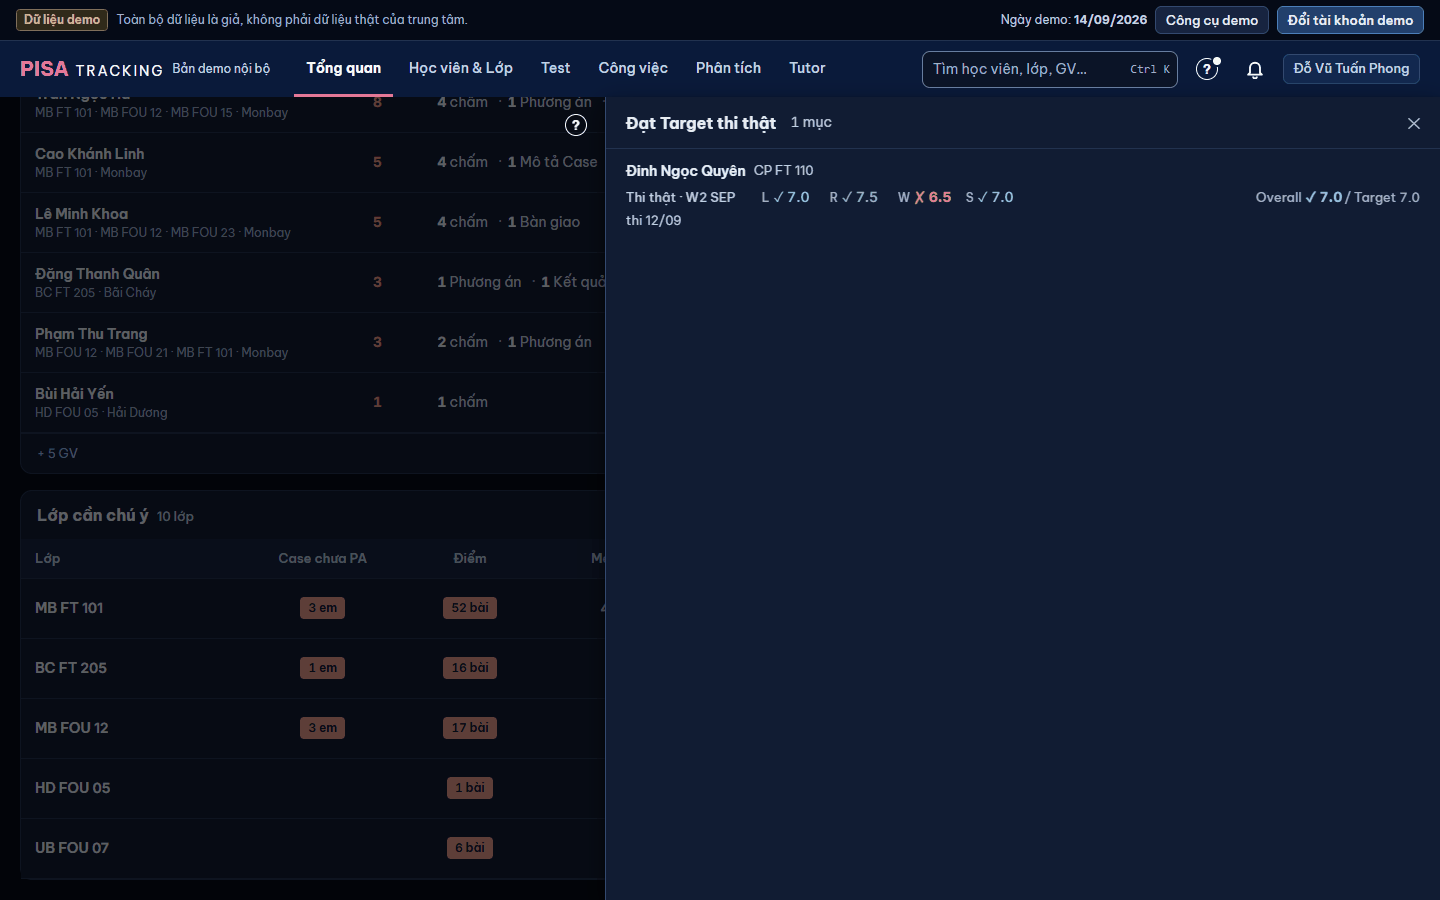 Dữ liệu demo Toàn bộ dữ liệu là giả, không phải dữ liệu thật của trung tâm. Ngày demo: 14/09/2026 Công cụ demo Đổi tài khoản demo
PISA TRACKING Bản demo nội bộ Tổng quan Học viên & Lớp Test Công việc Phân tích Tutor Tìm học viên, lớp, GV... Ctrl K ? Đỗ Vũ Tuấn Phong
8 4 chấm · 1 Phương án ·
MB FT 101 · MB FOU 12 · MB FOU 15 · Monbay
?
Cao Khánh Linh
MB FT 101 · Monbay
5 4 chấm · 1 Mô tả Case
Lê Minh Khoa
MB FT 101 · MB FOU 12 · MB FOU 23 · Monbay
5 4 chấm · 1 Bàn giao
Đặng Thanh Quân
BC FT 205 · Bãi Cháy
3 1 Phương án · 1 Kết quả
Phạm Thu Trang
MB FOU 12 · MB FOU 21 · MB FT 101 · Monbay
3 2 chấm · 1 Phương án
Bùi Hải Yến
HD FOU 05 · Hải Dương
1 1 chấm
+ 5 GV
Lớp cần chú ý 10 lớp
Lớp Case chưa PA Điểm
MB FT 101 3 em 52 bài
BC FT 205 1 em 16 bài
MB FOU 12 3 em 17 bài
HD FOU 05 1 bài
UB FOU 07 6 bài
Đạt Target thi thật 1 mục
Đinh Ngọc Quyên CP FT 110
Thi thật · W2 SEP L ✓ 7.0 R ✓ 7.5 W ✗ 6.5 S ✓ 7.0 Overall ✓ 7.0 / Target 7.0
thi 12/09